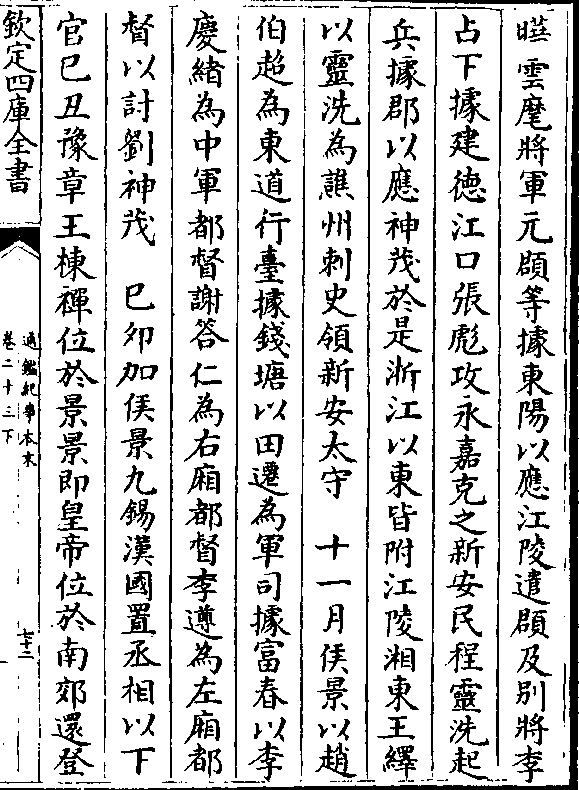 曄雲麾將軍元頵等據東陽以應江陵遣頵及别將李
占下據建徳江口張彪攻永嘉克之新安民程靈洗起
兵據郡以應神茂於是浙江以東皆附江陵湘東王繹
以靈洗為譙州刺史領新安太守　十一月侯景以趙
伯超為東道行臺據錢塘以田遷為軍司據富春以李
慶緒為中軍都督謝答仁為右廂都督李遵為左廂都
督以討劉神茂　己卯加侯景九錫漢國置丞相以下
官己丑豫章王棟禪位於景景即皇帝位於南郊還登
欽定四庫全書
通鑑紀事本末
卷二十三下
七十二